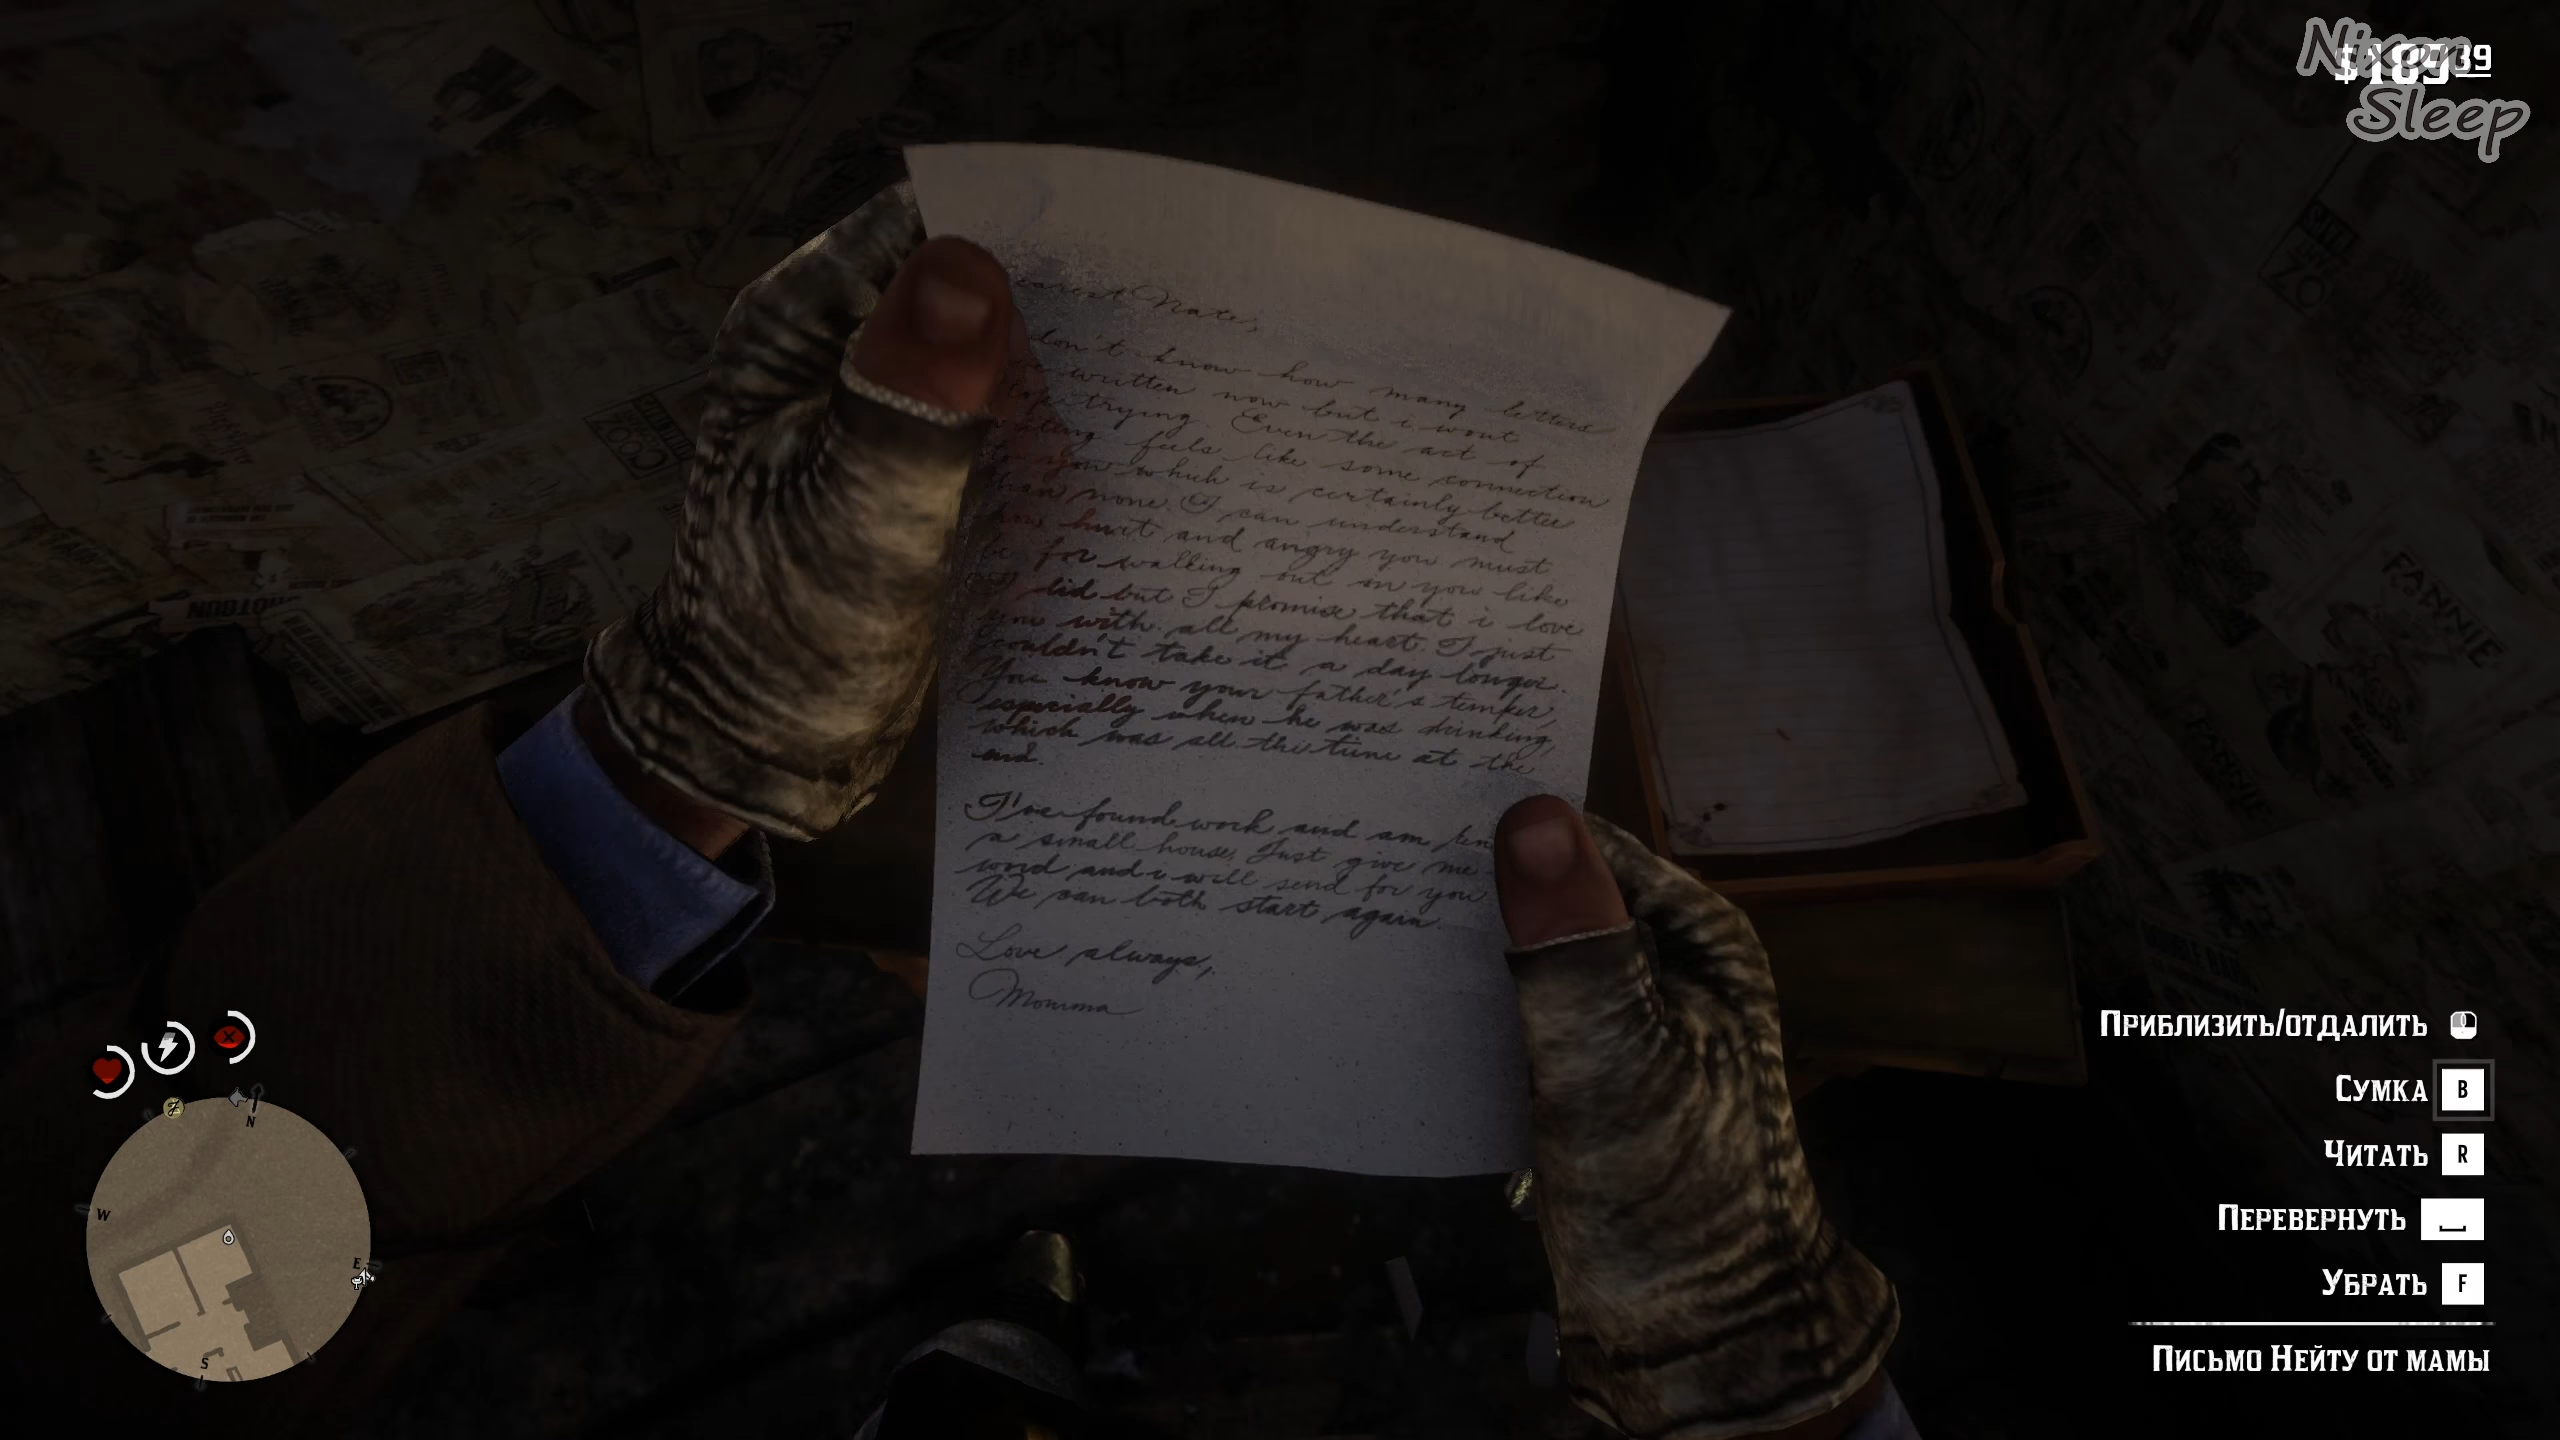 Nixon
$189 39
Sleep
earest Nate,
don't know how many letters
written now but i wont
stop trying. Even the act of
writing feels like some connection
to you which is certainly better
than none. I can understand
how hurt and angry you must
be for walking out on you like
I did but I promise that i love
you with all my heart. I just
couldn't take it a day longer.
You know your father's temper,
especially when he was drinking,
which was all the time at the
end.
I've found work and am ren
a small house. Just give me
word and i will send for you
We can both start again.
Love always,
Momma
FANNIE
Приблизить/отдалить
Сумка B
Читать R
Перевернуть
Убрать F
Письмо Нейту от мамы
N
W
E
S